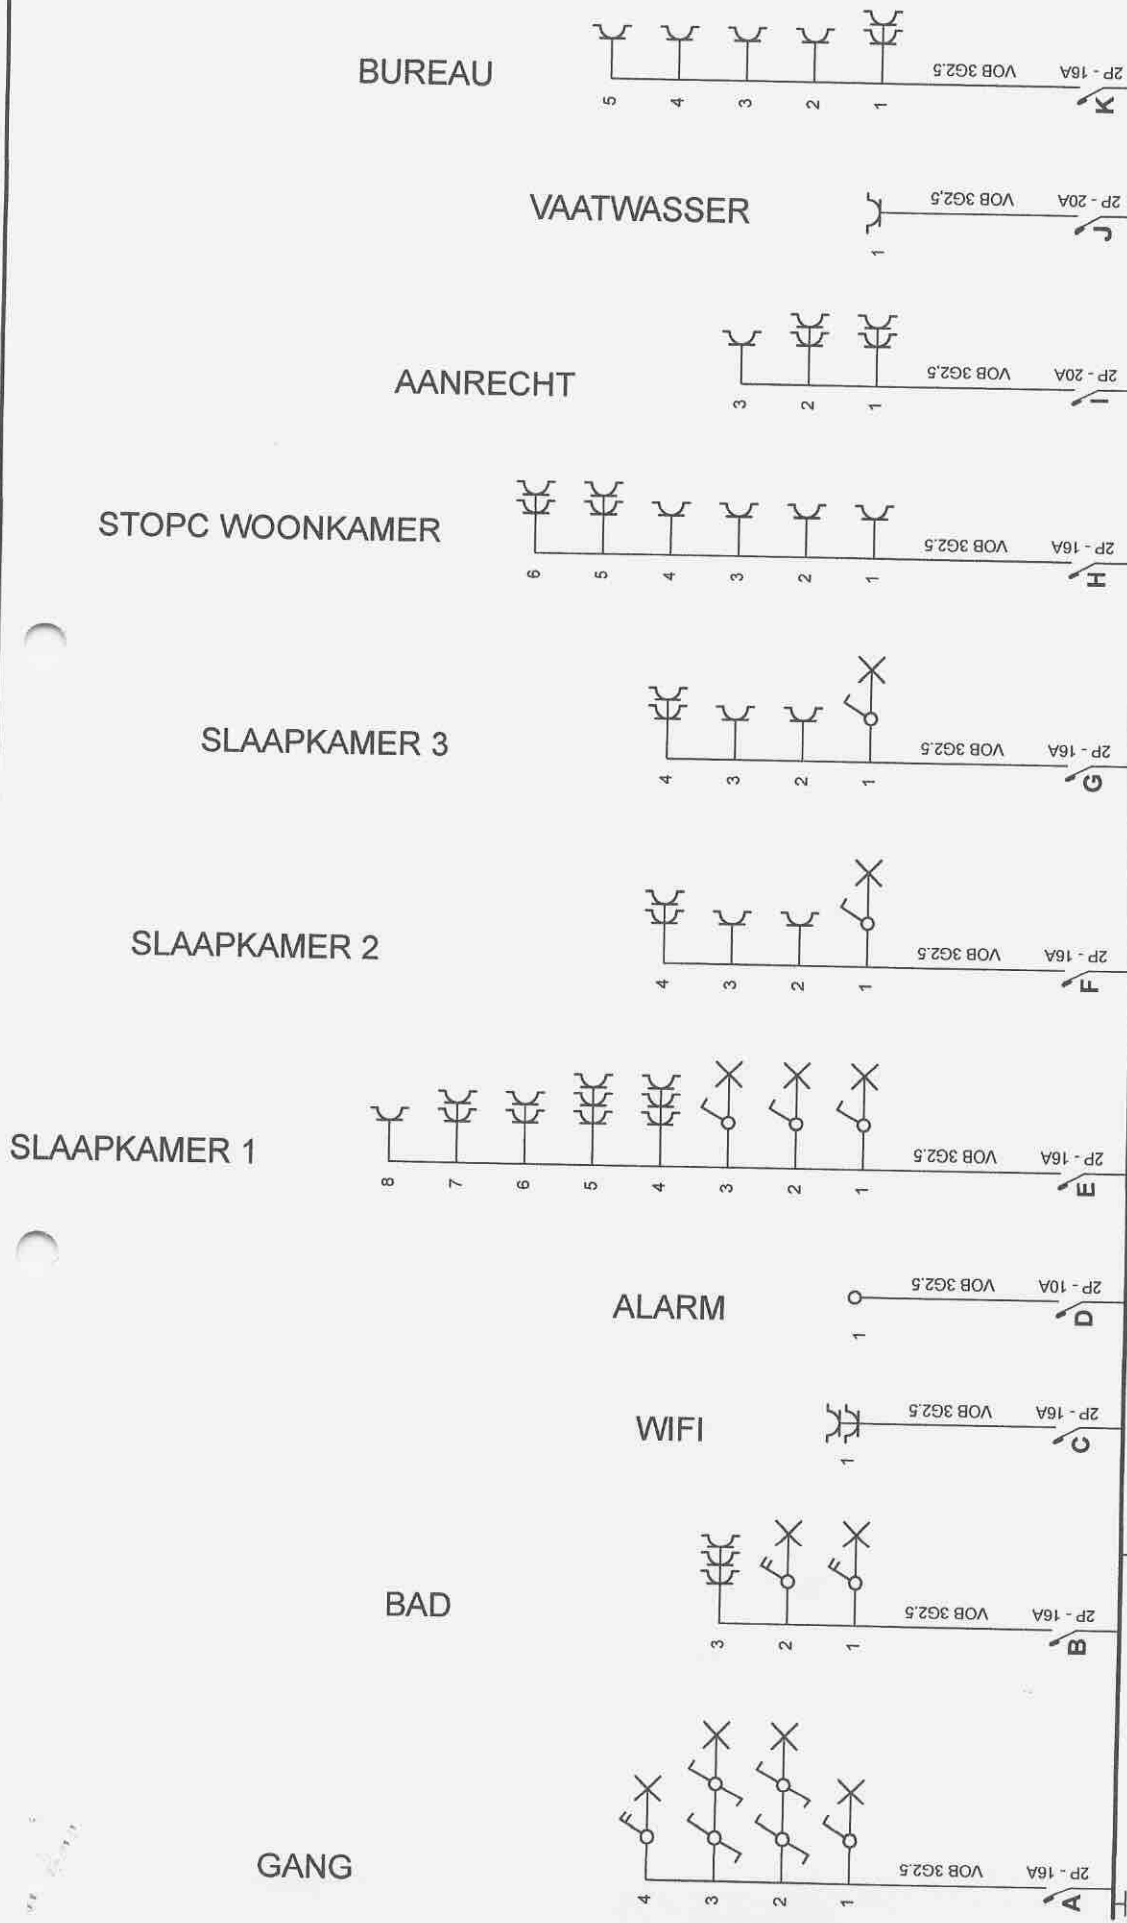 BUREAU
5 4 3 2 1
VOB 3G2.5
2P - 16A
K
VAATWASSER
1
VOB 3G2,5
2P - 20A
J
AANRECHT
3 2 1
VOB 3G2,5
2P - 20A
I
STOPC WOONKAMER
6 5 4 3 2 1
VOB 3G2.5
2P - 16A
H
SLAAPKAMER 3
4 3 2 1
VOB 3G2.5
2P - 16A
G
SLAAPKAMER 2
4 3 2 1
VOB 3G2.5
2P - 16A
F
SLAAPKAMER 1
8 7 6 5 4 3 2 1
VOB 3G2.5
2P - 16A
E
ALARM
1
VOB 3G2.5
2P - 10A
D
WIFI
1
VOB 3G2.5
2P - 16A
C
BAD
3 2 1
VOB 3G2.5
2P - 16A
B
GANG
4 3 2 1
VOB 3G2.5
2P - 16A
A